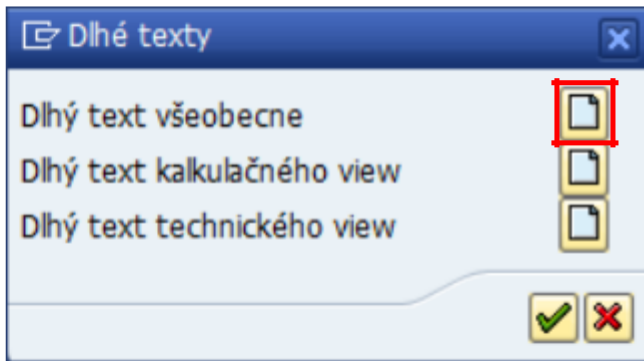 Dlhé texty
Dlhý text všeobecne
Dlhý text kalkulačného view
Dlhý text technického view